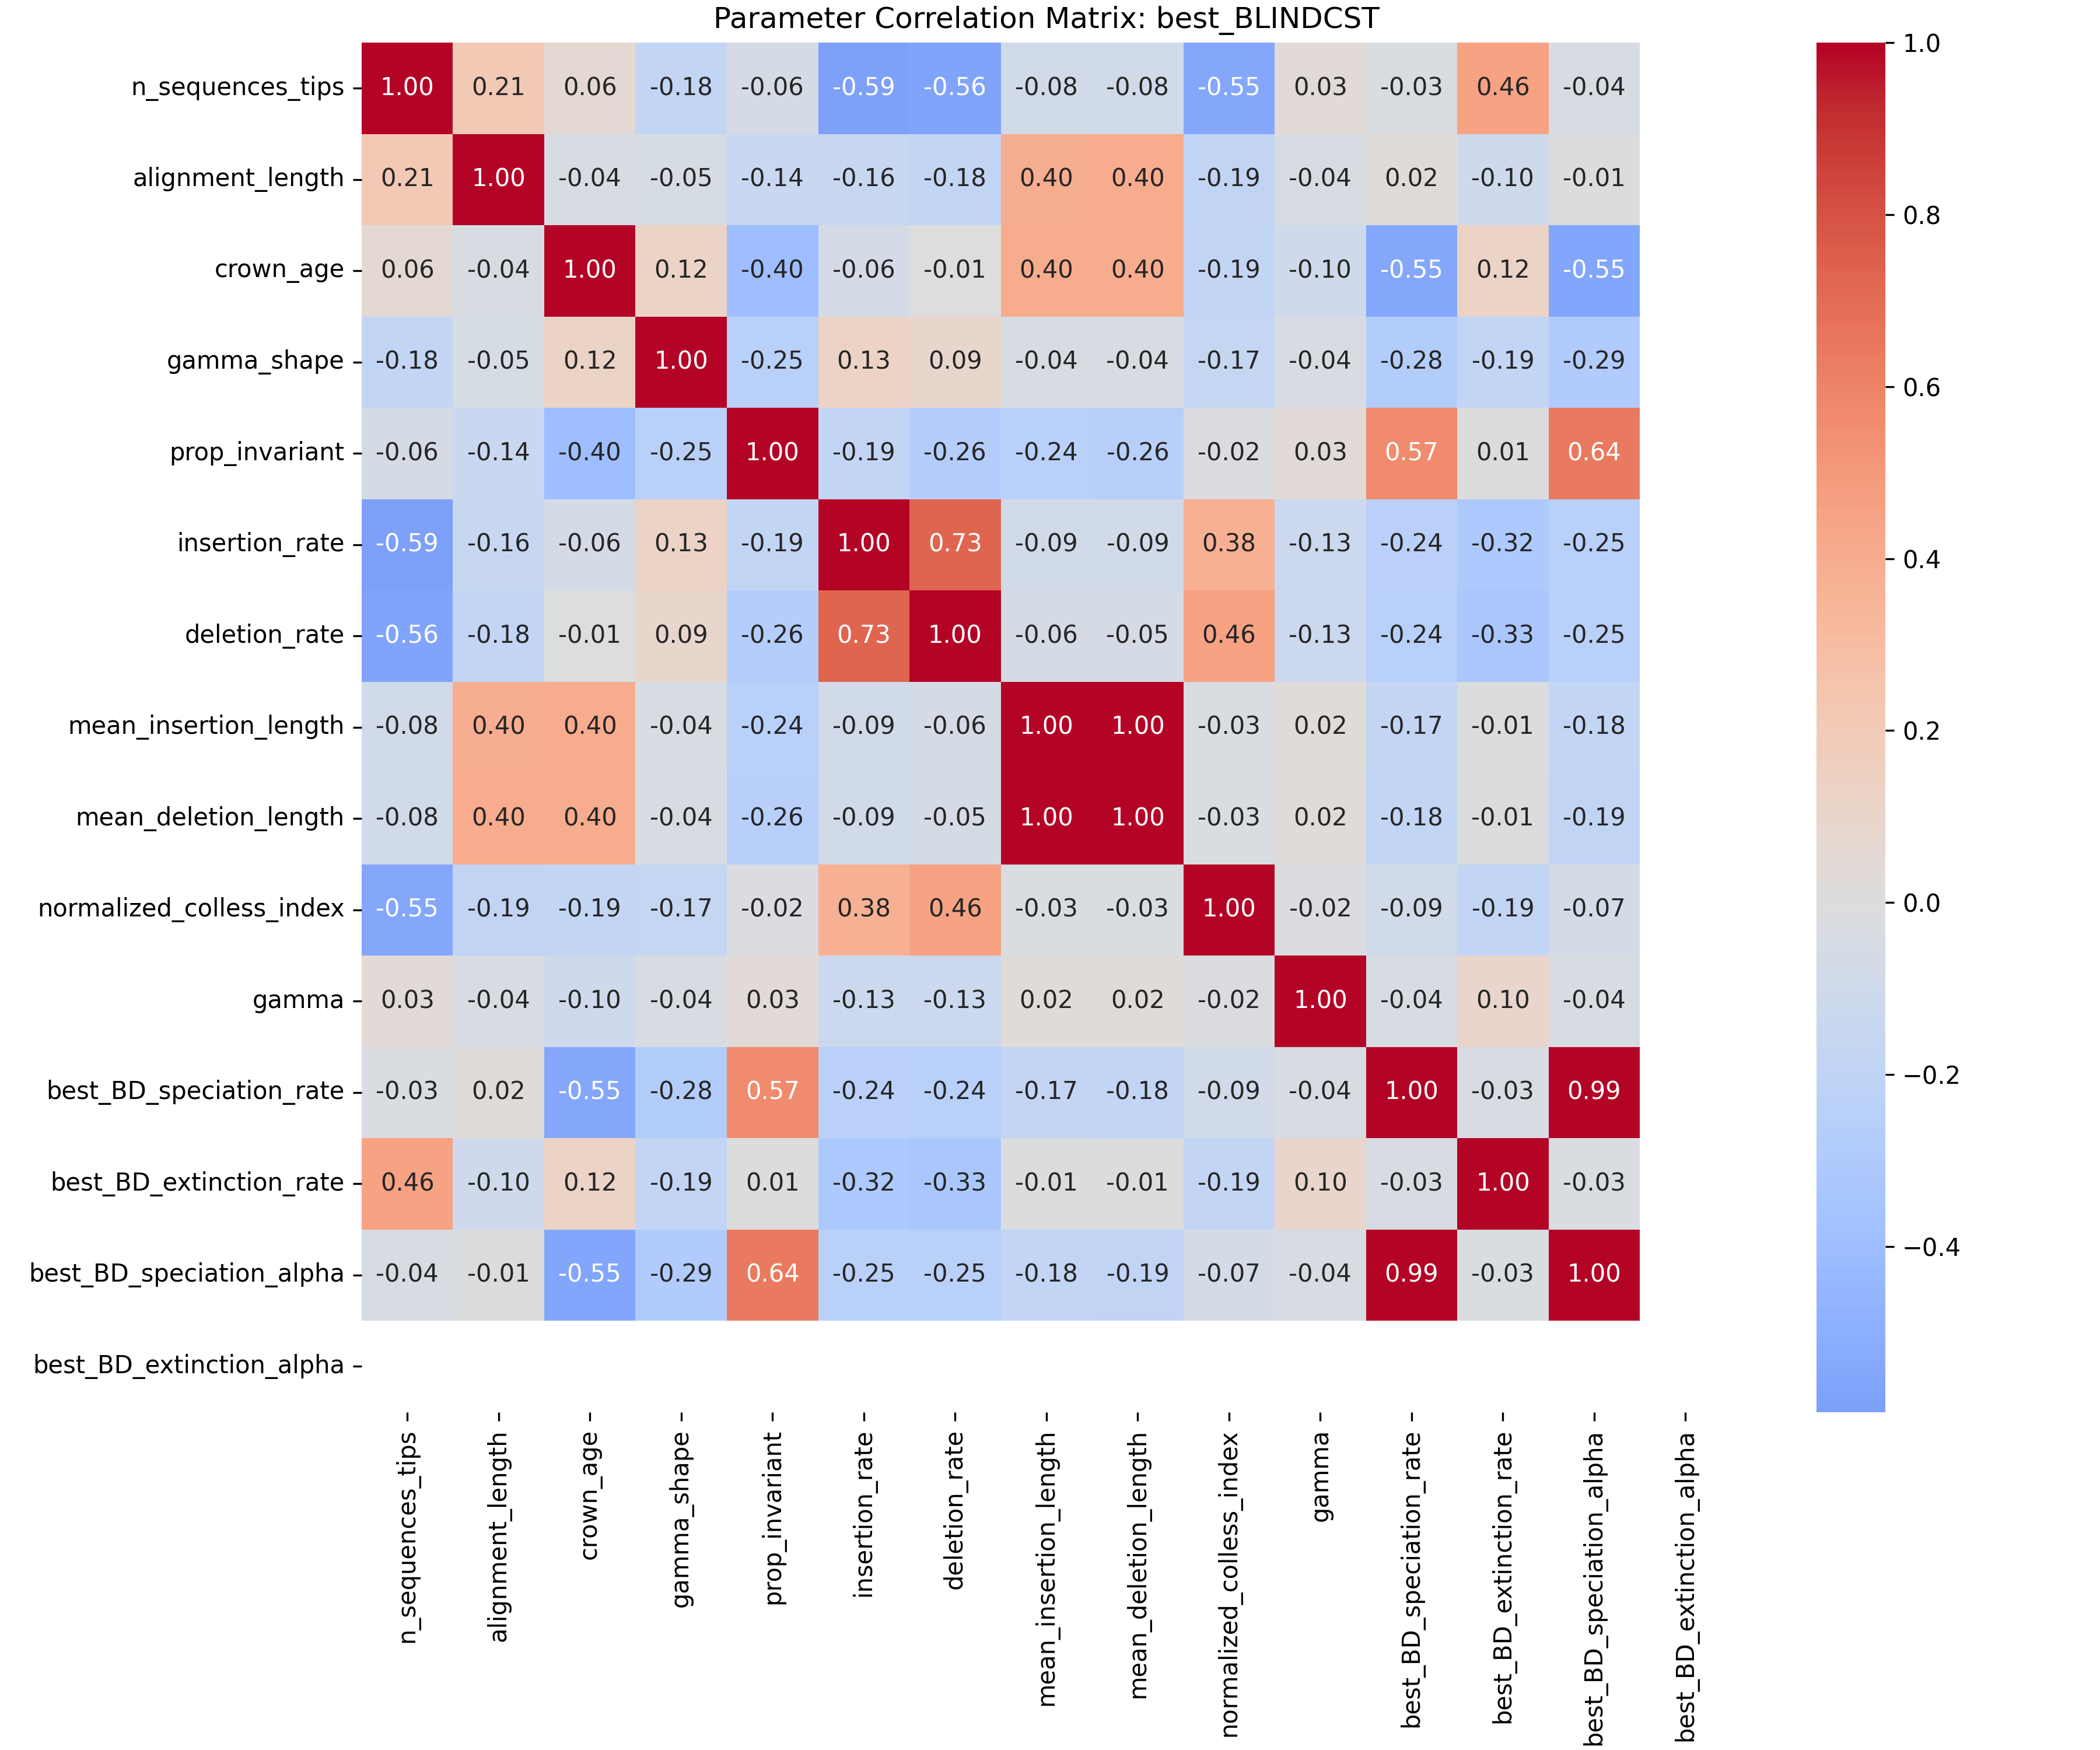 Parameter Correlation Matrix: best_BLINDCST
n_sequences_tips 1.00 0.21 0.06 -0.18 -0.06 -0.59 -0.56 -0.08 -0.08 -0.55 0.03 -0.03 0.46 -0.04
alignment_length 0.21 1.00 -0.04 -0.05 -0.14 -0.16 -0.18 0.40 0.40 -0.19 -0.04 0.02 -0.10 -0.01
crown_age 0.06 -0.04 1.00 0.12 -0.40 -0.06 -0.01 0.40 0.40 -0.19 -0.10 -0.55 0.12 -0.55
gamma_shape -0.18 -0.05 0.12 1.00 -0.25 0.13 0.09 -0.04 -0.04 -0.17 -0.04 -0.28 -0.19 -0.29
prop_invariant -0.06 -0.14 -0.40 -0.25 1.00 -0.19 -0.26 -0.24 -0.26 -0.02 0.03 0.57 0.01 0.64
insertion_rate -0.59 -0.16 -0.06 0.13 -0.19 1.00 0.73 -0.09 -0.09 0.38 -0.13 -0.24 -0.32 -0.25
deletion_rate -0.56 -0.18 -0.01 0.09 -0.26 0.73 1.00 -0.06 -0.05 0.46 -0.13 -0.24 -0.33 -0.25
mean_insertion_length -0.08 0.40 0.40 -0.04 -0.24 -0.09 -0.06 1.00 1.00 -0.03 0.02 -0.17 -0.01 -0.18
mean_deletion_length -0.08 0.40 0.40 -0.04 -0.26 -0.09 -0.05 1.00 1.00 -0.03 0.02 -0.18 -0.01 -0.19
normalized_colless_index -0.55 -0.19 -0.19 -0.17 -0.02 0.38 0.46 -0.03 -0.03 1.00 -0.02 -0.09 -0.19 -0.07
gamma 0.03 -0.04 -0.10 -0.04 0.03 -0.13 -0.13 0.02 0.02 -0.02 1.00 -0.04 0.10 -0.04
best_BD_speciation_rate -0.03 0.02 -0.55 -0.28 0.57 -0.24 -0.24 -0.17 -0.18 -0.09 -0.04 1.00 -0.03 0.99
best_BD_extinction_rate 0.46 -0.10 0.12 -0.19 0.01 -0.32 -0.33 -0.01 -0.01 -0.19 0.10 -0.03 1.00 -0.03
best_BD_speciation_alpha -0.04 -0.01 -0.55 -0.29 0.64 -0.25 -0.25 -0.18 -0.19 -0.07 -0.04 0.99 -0.03 1.00
best_BD_extinction_alpha
n_sequences_tips
alignment_length
crown_age
gamma_shape
prop_invariant
insertion_rate
deletion_rate
mean_insertion_length
mean_deletion_length
normalized_colless_index
gamma
best_BD_speciation_rate
best_BD_extinction_rate
best_BD_speciation_alpha
best_BD_extinction_alpha
1.0
0.8
0.6
0.4
0.2
0.0
−0.2
−0.4